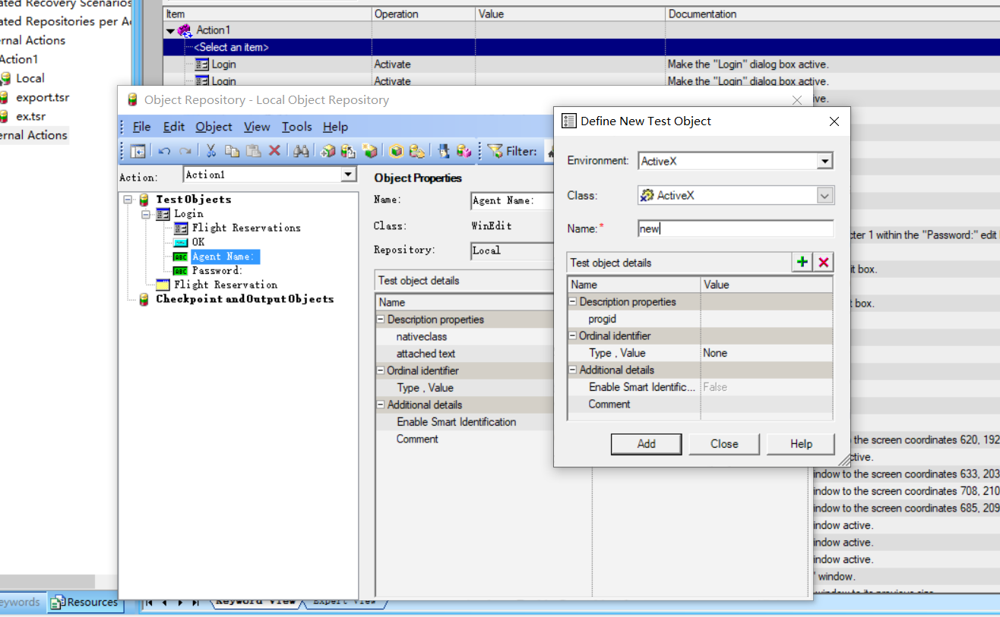 ated Recovery Scenarios
ated Repositories per Ac
ernal Actions
Action1
Local
export.tsr
ex.tsr
ernal Actions
eywords
Resources
Item Operation Value Documentation
Action1
<Select an item>
Login Activate Make the "Login" dialog box active.
Login Activate Make the "Login" dialog box active.
ive.
Object Repository - Local Object Repository
File Edit Object View Tools Help
Filter:
Action: Action1
Test Objects
Login
Flight Reservations
OK
Agent Name:
Password:
Flight Reservation
Checkpoint and Output Objects
Object Properties
Name: Agent Name:
Class: WinEdit
Repository: Local
Test object details
Name
Description properties
nativeclass
attached text
Ordinal identifier
Type , Value
Additional details
Enable Smart Identification
Comment
Define New Test Object
Environment: ActiveX
Class: ActiveX
Name:* new
Test object details
Name Value
Description properties
progid
Ordinal identifier
Type , Value None
Additional details
Enable Smart Identific... False
Comment
Add Close Help
cter 1 within the "Password:" edit
it box.
t box.
the screen coordinates 620, 192
ctive.
indow to the screen coordinates 633, 203
indow to the screen coordinates 708, 210
indow to the screen coordinates 685, 209
indow active.
indow active.
indow active.
' window.
window to its previous size.
Keyword View Expert View